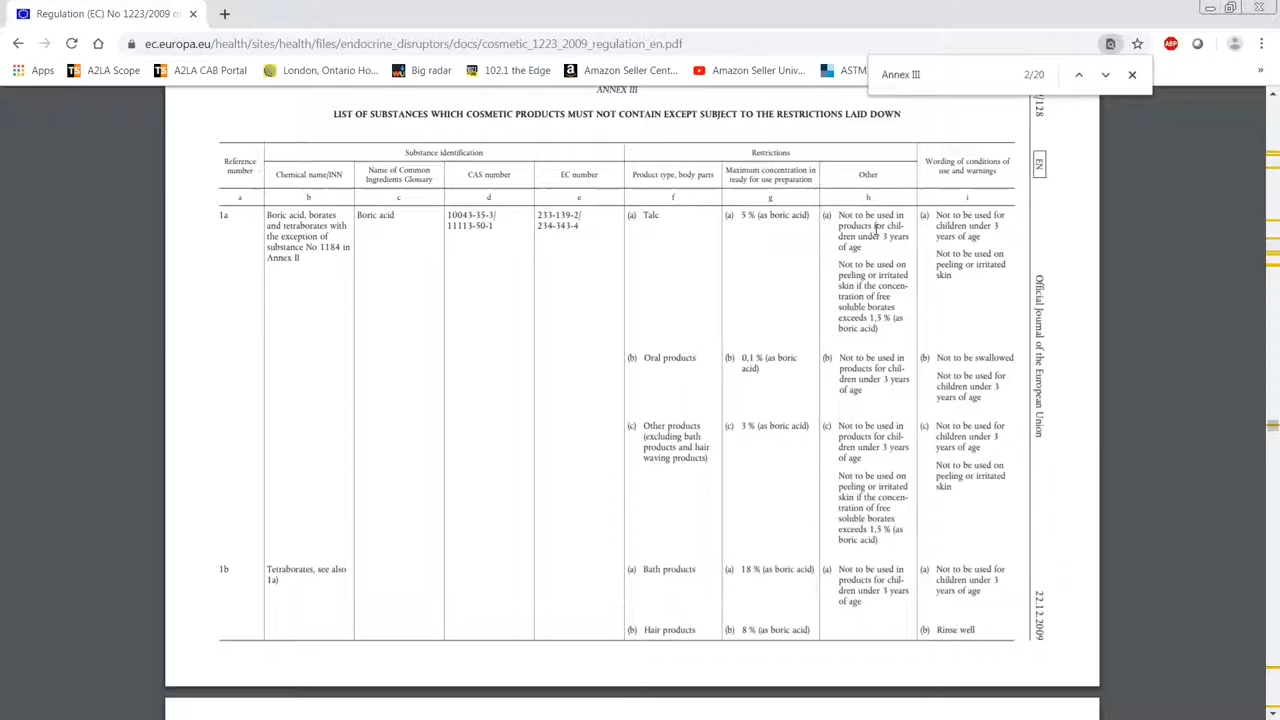 Regulation (EC) No 1223/2009 o
ec.europa.eu/health/sites/health/files/endocrine_disruptors/docs/cosmetic_1223_2009_regulation_en.pdf
ABP
Apps
TS A2LA Scope
TS A2LA CAB Portal
London, Ontario Ho...
wu Big radar
102.1 the Edge
a Amazon Seller Cent...
Amazon Seller Univ...
ASTM
»
Annex III
2/20
ANNEX III
/128
EN
Official Journal of the European Union
22.12.2009
LIST OF SUBSTANCES WHICH COSMETIC PRODUCTS MUST NOT CONTAIN EXCEPT SUBJECT TO THE RESTRICTIONS LAID DOWN
Reference
number
Substance identification
Restrictions
Wording of conditions of
use and warnings
Chemical name/INN
Name of Common
Ingredients Glossary
CAS number
EC number
Product type, body parts
Maximum concentration in
ready for use preparation
Other
a
b
c
d
e
f
g
h
i
1a
Boric acid, borates
and tetraborates with
the exception of
substance No 1184 in
Annex II
Boric acid
10043-35-3/
11113-50-1
233-139-2/
234-343-4
(a) Talc
(a) 5 % (as boric acid)
(a) Not to be used in
products for chil-
dren under 3 years
of age
Not to be used on
peeling or irritated
skin if the concen-
tration of free
soluble borates
exceeds 1,5 % (as
boric acid)
(a) Not to be used for
children under 3
years of age
Not to be used on
peeling or irritated
skin
(b) Oral products
(b) 0,1 % (as boric
acid)
(b) Not to be used in
products for chil-
dren under 3 years
of age
(b) Not to be swallowed
Not to be used for
children under 3
years of age
(c) Other products
(excluding bath
products and hair
waving products)
(c) 3 % (as boric acid)
(c) Not to be used in
products for chil-
dren under 3 years
of age
Not to be used on
peeling or irritated
skin if the concen-
tration of free
soluble borates
exceeds 1,5 % (as
boric acid)
(c) Not to be used for
children under 3
years of age
Not to be used on
peeling or irritated
skin
1b
Tetraborates, see also
1a)
(a) Bath products
(a) 18 % (as boric acid)
(a) Not to be used in
products for chil-
dren under 3 years
of age
(a) Not to be used for
children under 3
years of age
(b) Hair products
(b) 8 % (as boric acid)
(b) Rinse well